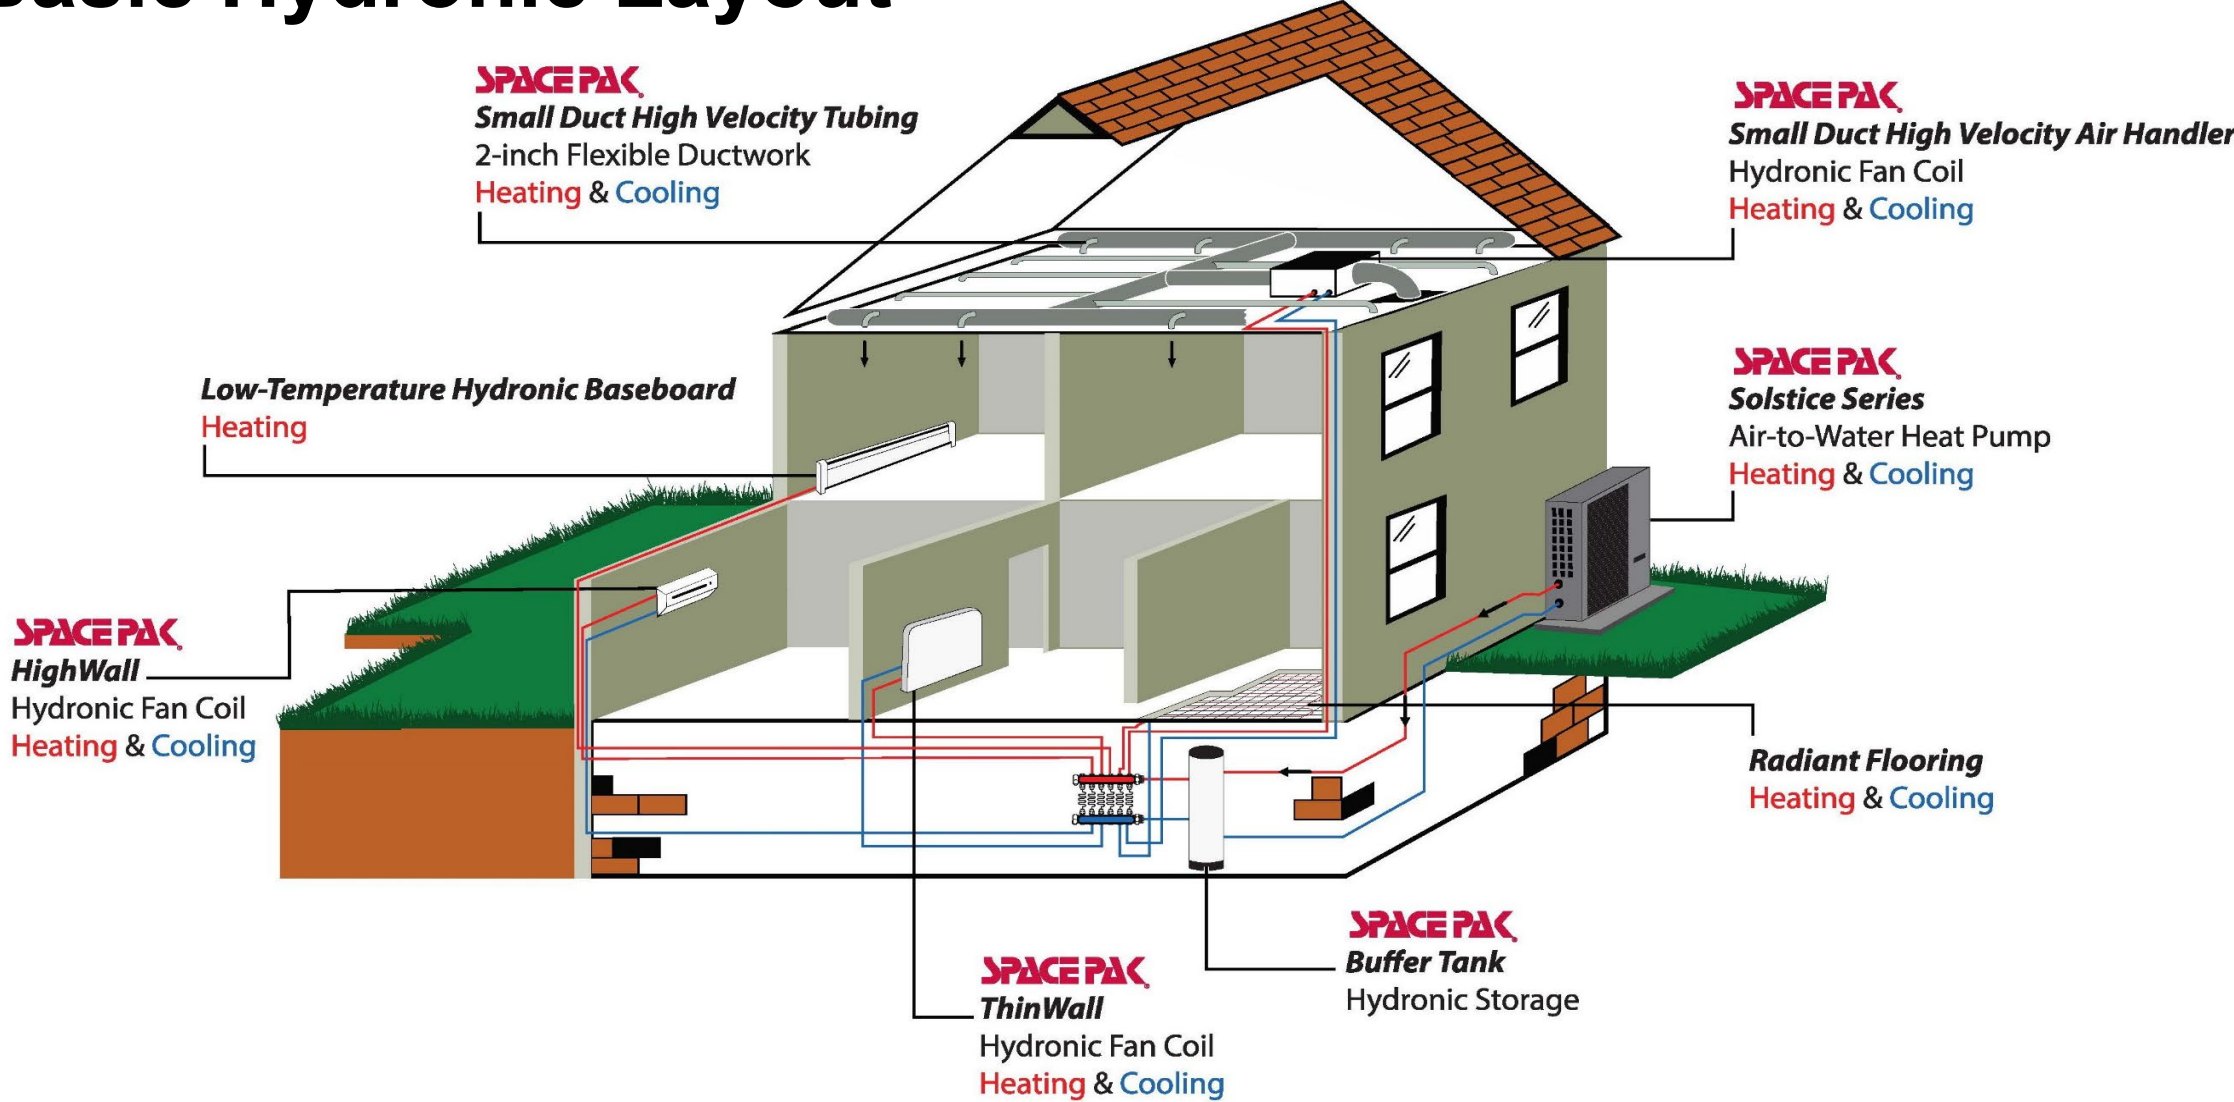 Basic Hydronic Layout
SPACE PAK
Small Duct High Velocity Tubing
2-inch Flexible Ductwork
Heating & Cooling
SPACE PAK
Small Duct High Velocity Air Handler
Hydronic Fan Coil
Heating & Cooling
Low-Temperature Hydronic Baseboard
Heating
SPACE PAK
Solstice Series
Air-to-Water Heat Pump
Heating & Cooling
SPACE PAK
HighWall
Hydronic Fan Coil
Heating & Cooling
Radiant Flooring
Heating & Cooling
SPACE PAK
Buffer Tank
Hydronic Storage
SPACE PAK
ThinWall
Hydronic Fan Coil
Heating & Cooling